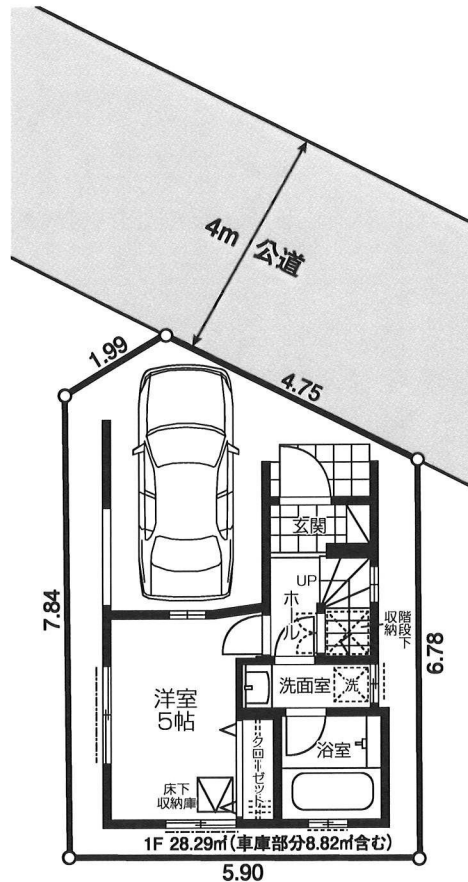 4m 公道
1.99
4.75
玄関
UP
ホール
階段下
収納
7.84
6.78
洗面室
洗
洋室
5帖
クローゼット
浴室
床下
収納庫
1F 28.29㎡(車庫部分8.82㎡含む)
5.90